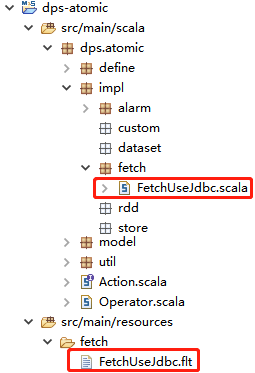 dps-atomic
src/main/scala
dps.atomic
define
impl
alarm
custom
dataset
fetch
FetchUseJdbc.scala
rdd
store
model
util
Action.scala
Operator.scala
src/main/resources
fetch
FetchUseJdbc.flt